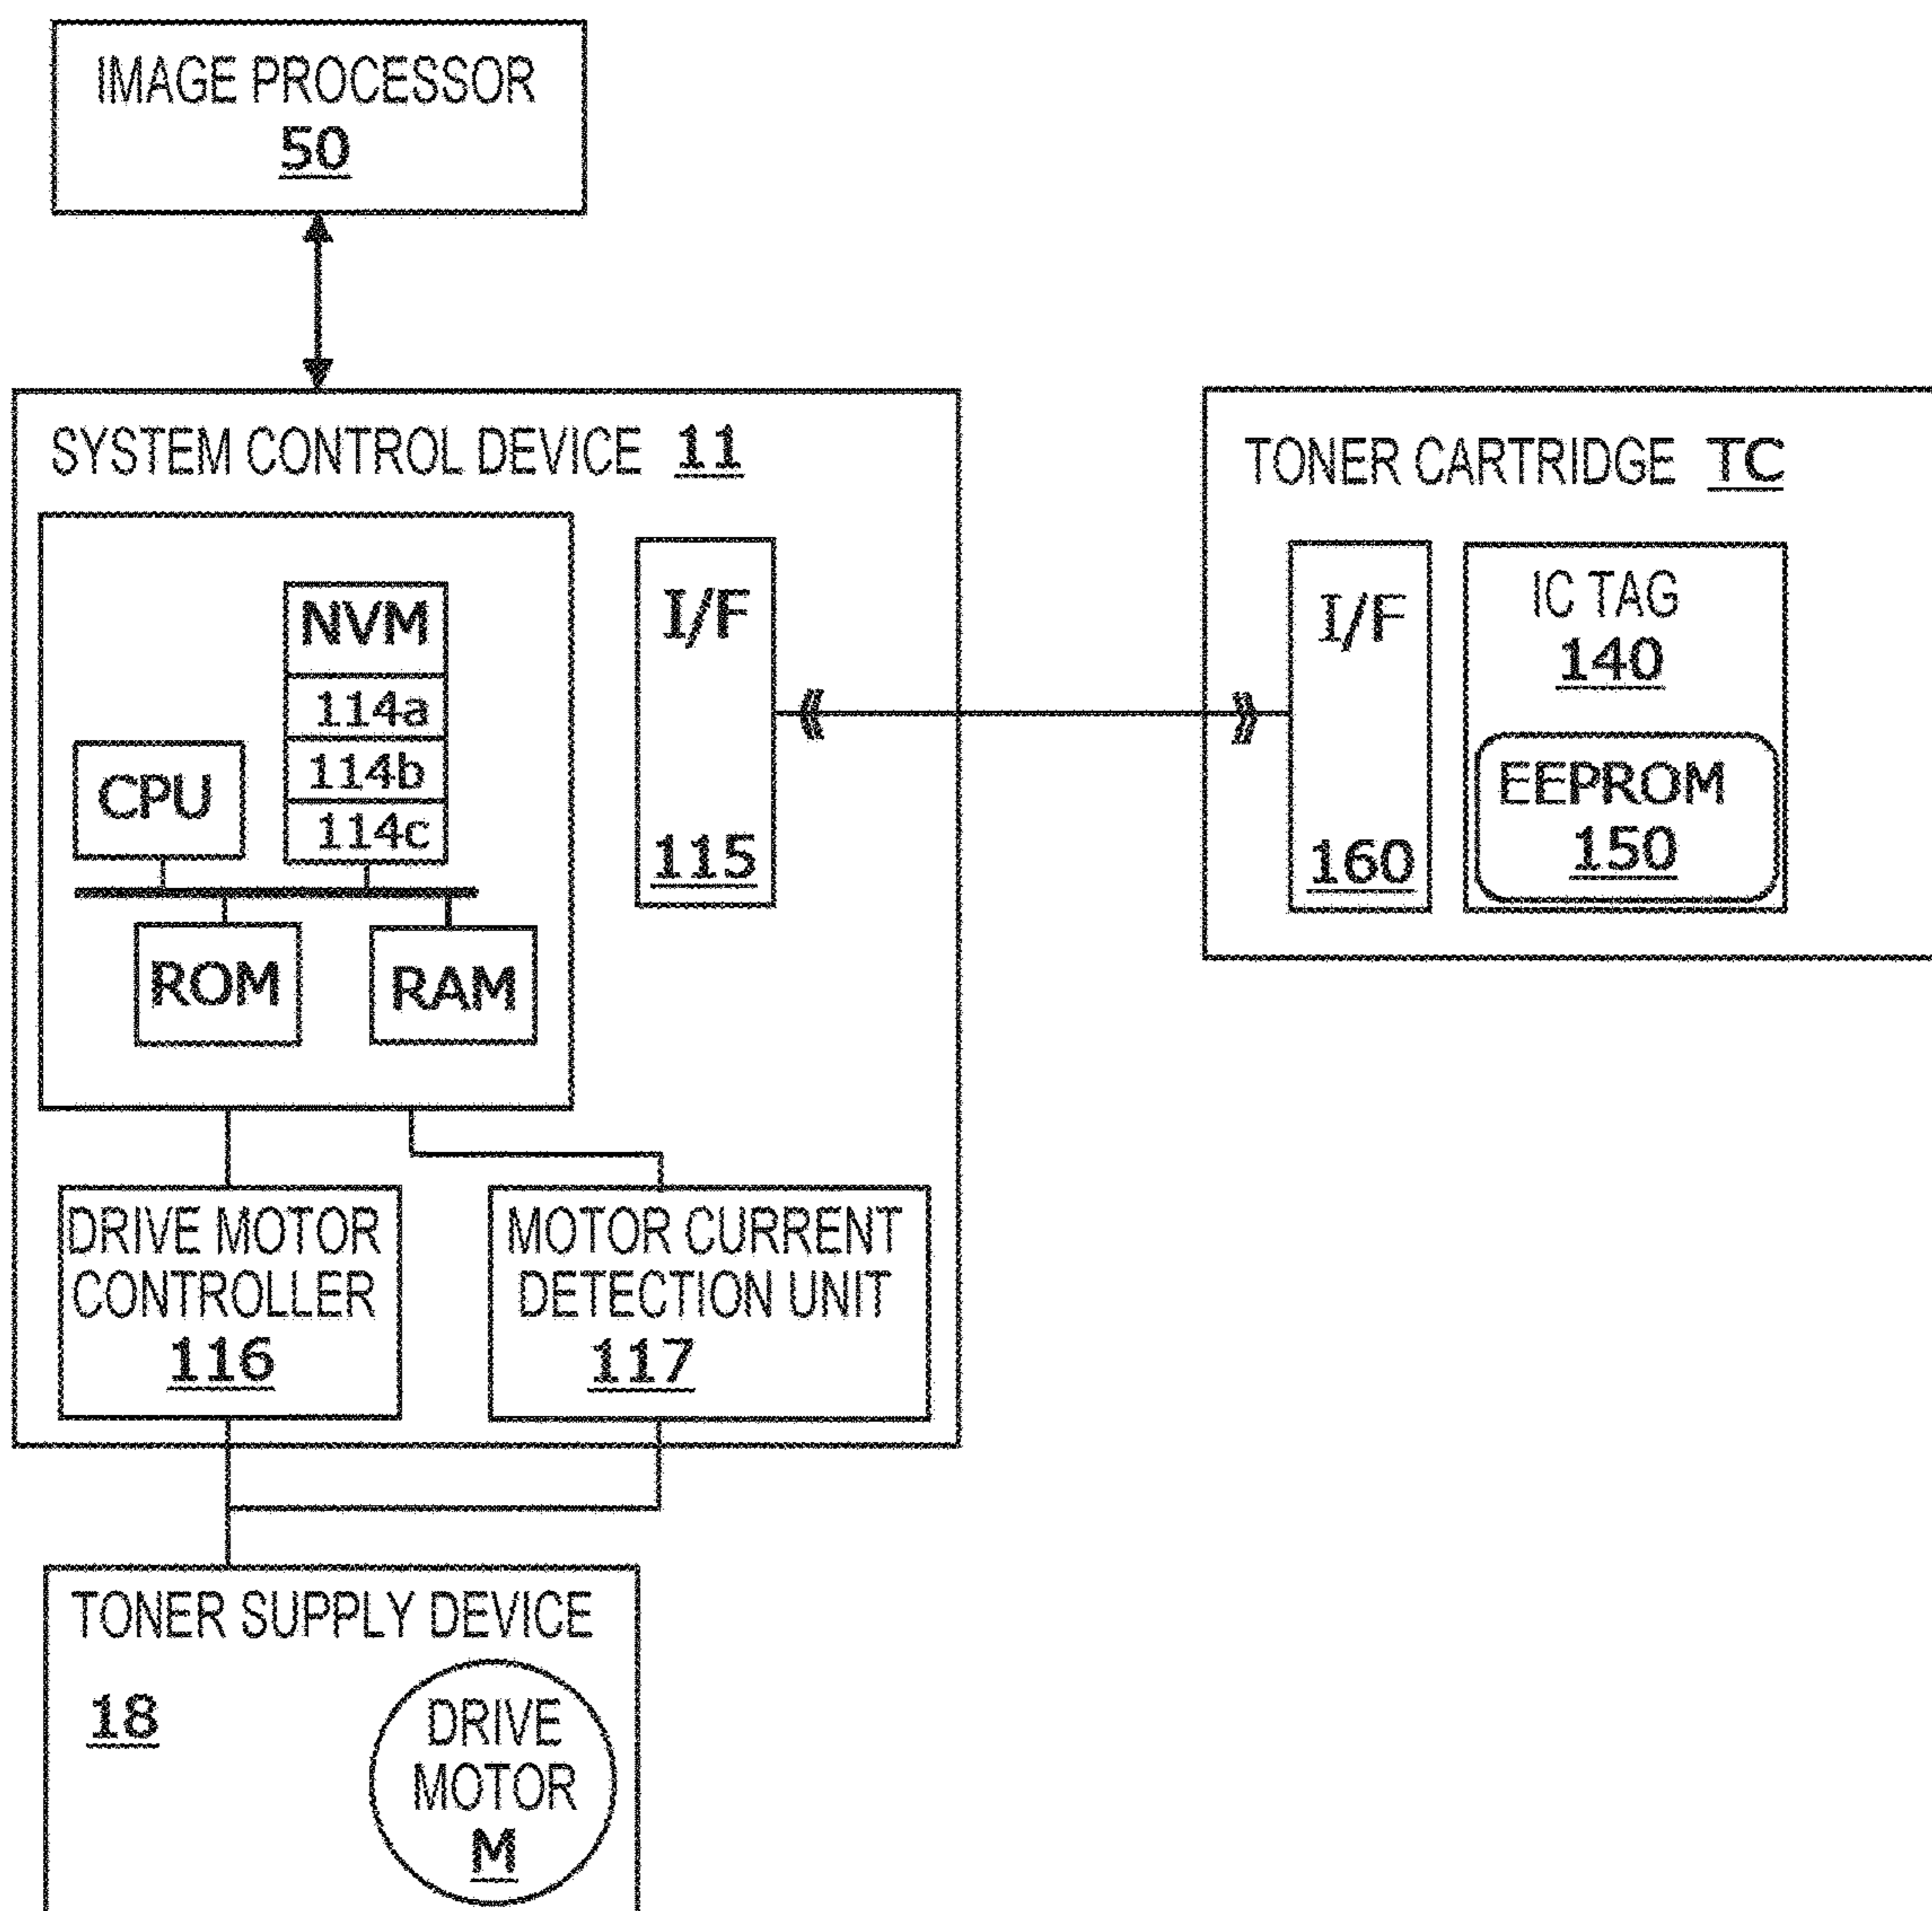 IMAGE PROCESSOR
50
SYSTEM CONTROL DEVICE 11
NVM
114a
114b
114c
CPU
ROM
RAM
I/F
115
TONER CARTRIDGE TC
I/F
160
IC TAG
140
EEPROM
150
DRIVE MOTOR
CONTROLLER
116
MOTOR CURRENT
DETECTION UNIT
117
TONER SUPPLY DEVICE
18
DRIVE
MOTOR
M